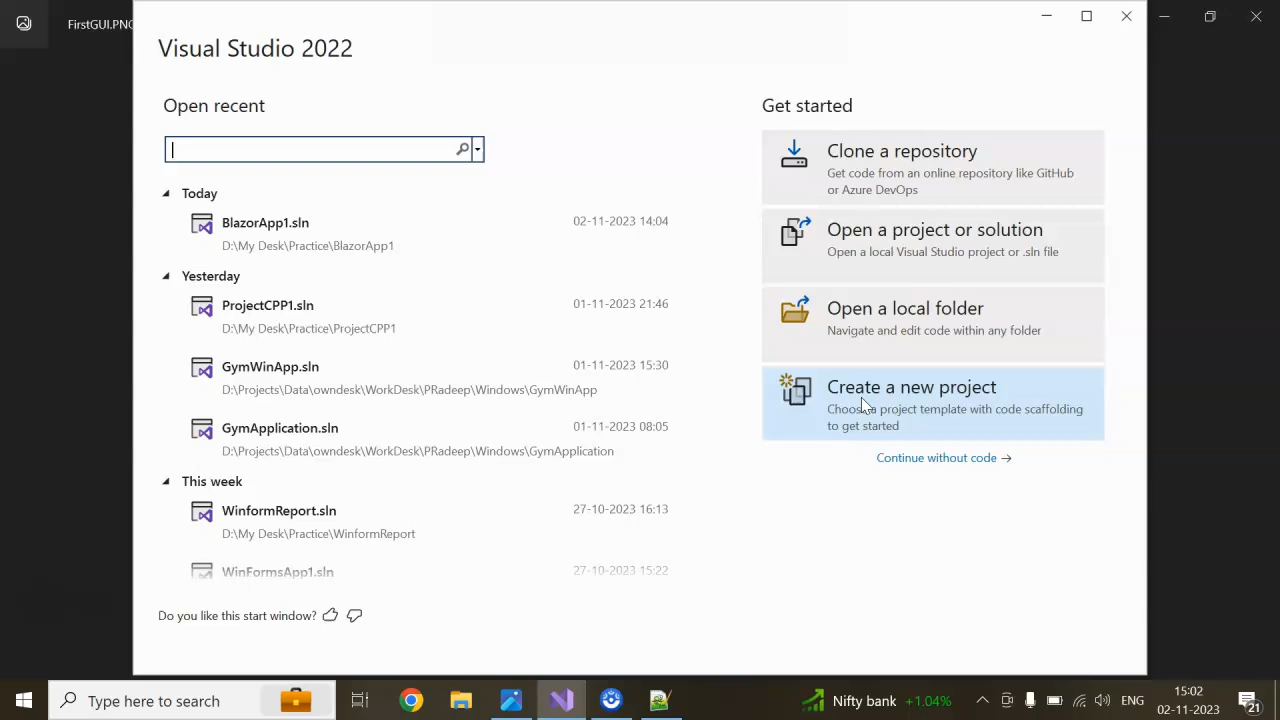 FirstGUI.PN
Visual Studio 2022
Open recent
Get started
Clone a repository
Get code from an online repository like GitHub
or Azure DevOps
Open a project or solution
Open a local Visual Studio project or .sln file
Open a local folder
Navigate and edit code within any folder
Create a new project
Choose a project template with code scaffolding
to get started
Continue without code →
Today
BlazorApp1.sln
02-11-2023 14:04
D:\My Desk\Practice\BlazorApp1
Yesterday
ProjectCPP1.sln
01-11-2023 21:46
D:\My Desk\Practice\ProjectCPP1
GymWinApp.sln
01-11-2023 15:30
D:\Projects\Data\owndesk\WorkDesk\PRadeep\Windows\GymWinApp
GymApplication.sln
01-11-2023 08:05
D:\Projects\Data\owndesk\WorkDesk\PRadeep\Windows\GymApplication
This week
WinformReport.sln
27-10-2023 16:13
D:\My Desk\Practice\WinformReport
WinFormsApp1.sln
27-10-2023 15:22
Do you like this start window?
Type here to search
Nifty bank +1.04%
ENG
15:02
02-11-2023
21